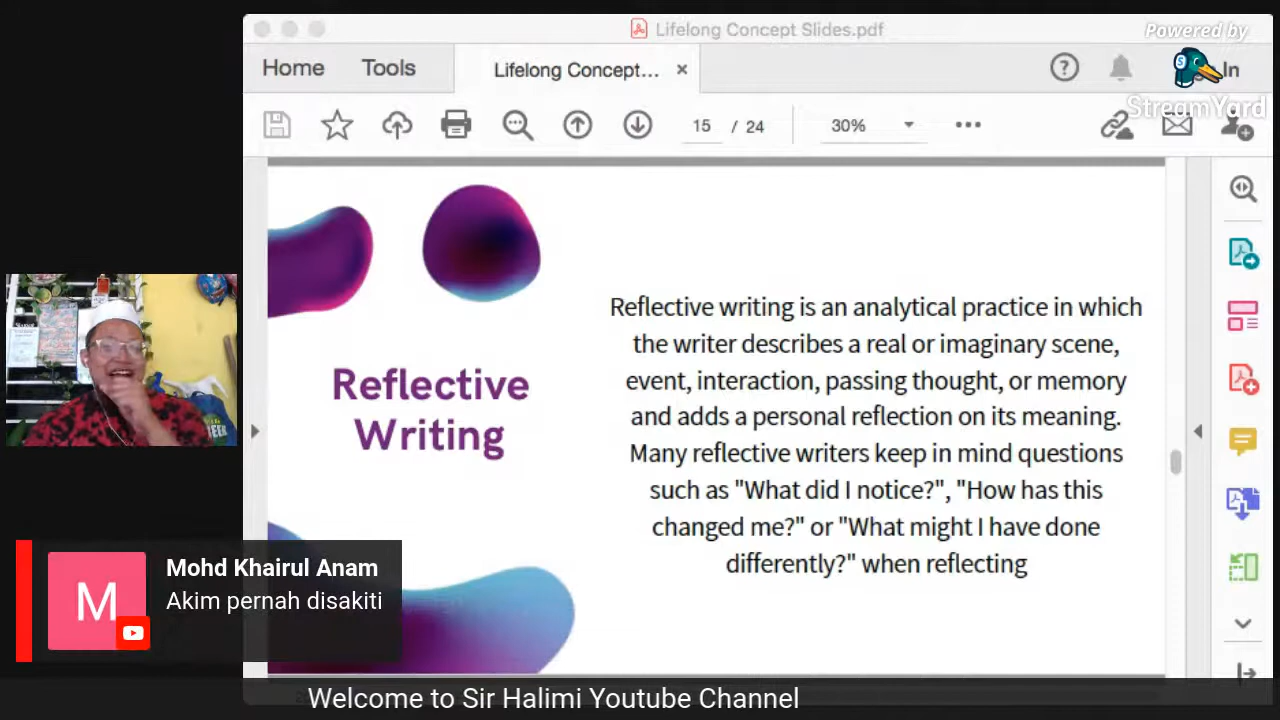 Lifelong Concept Slides.pdf
Powered by
StreamYard
Home
Tools
Lifelong Concept...
In
15 / 24
30%
Reflective
Writing
Reflective writing is an analytical practice in which
the writer describes a real or imaginary scene,
event, interaction, passing thought, or memory
and adds a personal reflection on its meaning.
Many reflective writers keep in mind questions
such as "What did I notice?", "How has this
changed me?" or "What might I have done
differently?" when reflecting
M
Mohd Khairul Anam
Akim pernah disakiti
Welcome to Sir Halimi Youtube Channel